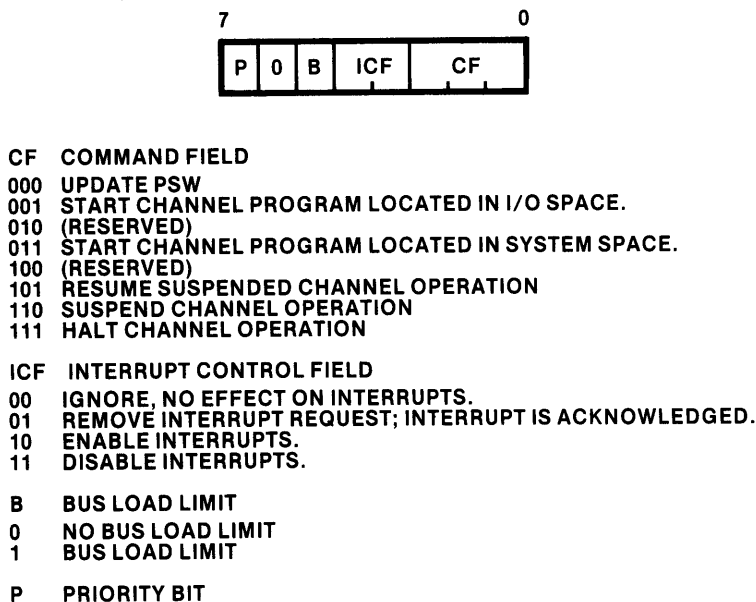 7 0
P 0 B ICF CF
CF COMMAND FIELD
000 UPDATE PSW
001 START CHANNEL PROGRAM LOCATED IN I/O SPACE.
010 (RESERVED)
011 START CHANNEL PROGRAM LOCATED IN SYSTEM SPACE.
100 (RESERVED)
101 RESUME SUSPENDED CHANNEL OPERATION
110 SUSPEND CHANNEL OPERATION
111 HALT CHANNEL OPERATION
ICF INTERRUPT CONTROL FIELD
00 IGNORE, NO EFFECT ON INTERRUPTS.
01 REMOVE INTERRUPT REQUEST; INTERRUPT IS ACKNOWLEDGED.
10 ENABLE INTERRUPTS.
11 DISABLE INTERRUPTS.
B BUS LOAD LIMIT
0 NO BUS LOAD LIMIT
1 BUS LOAD LIMIT
P PRIORITY BIT